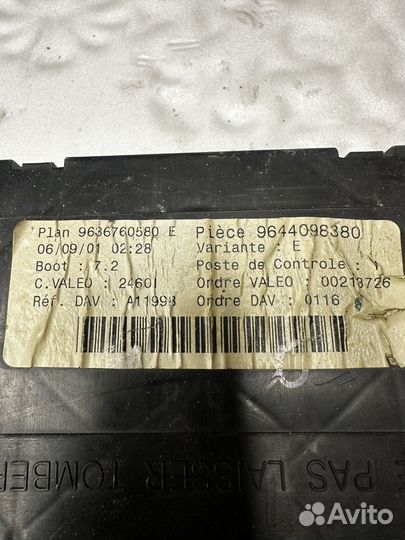 Plan 9636760580 E Pièce 9644098380
06/09/01 02:28 Variante : E
Boot : 7.2 Poste de Controle : 1
C.VALEO : 24601 Ordre VALEO : 00218726
Réf. DAV : A11998 Ordre DAV : 0116
E PAS LAISSER TOMBER
Avito